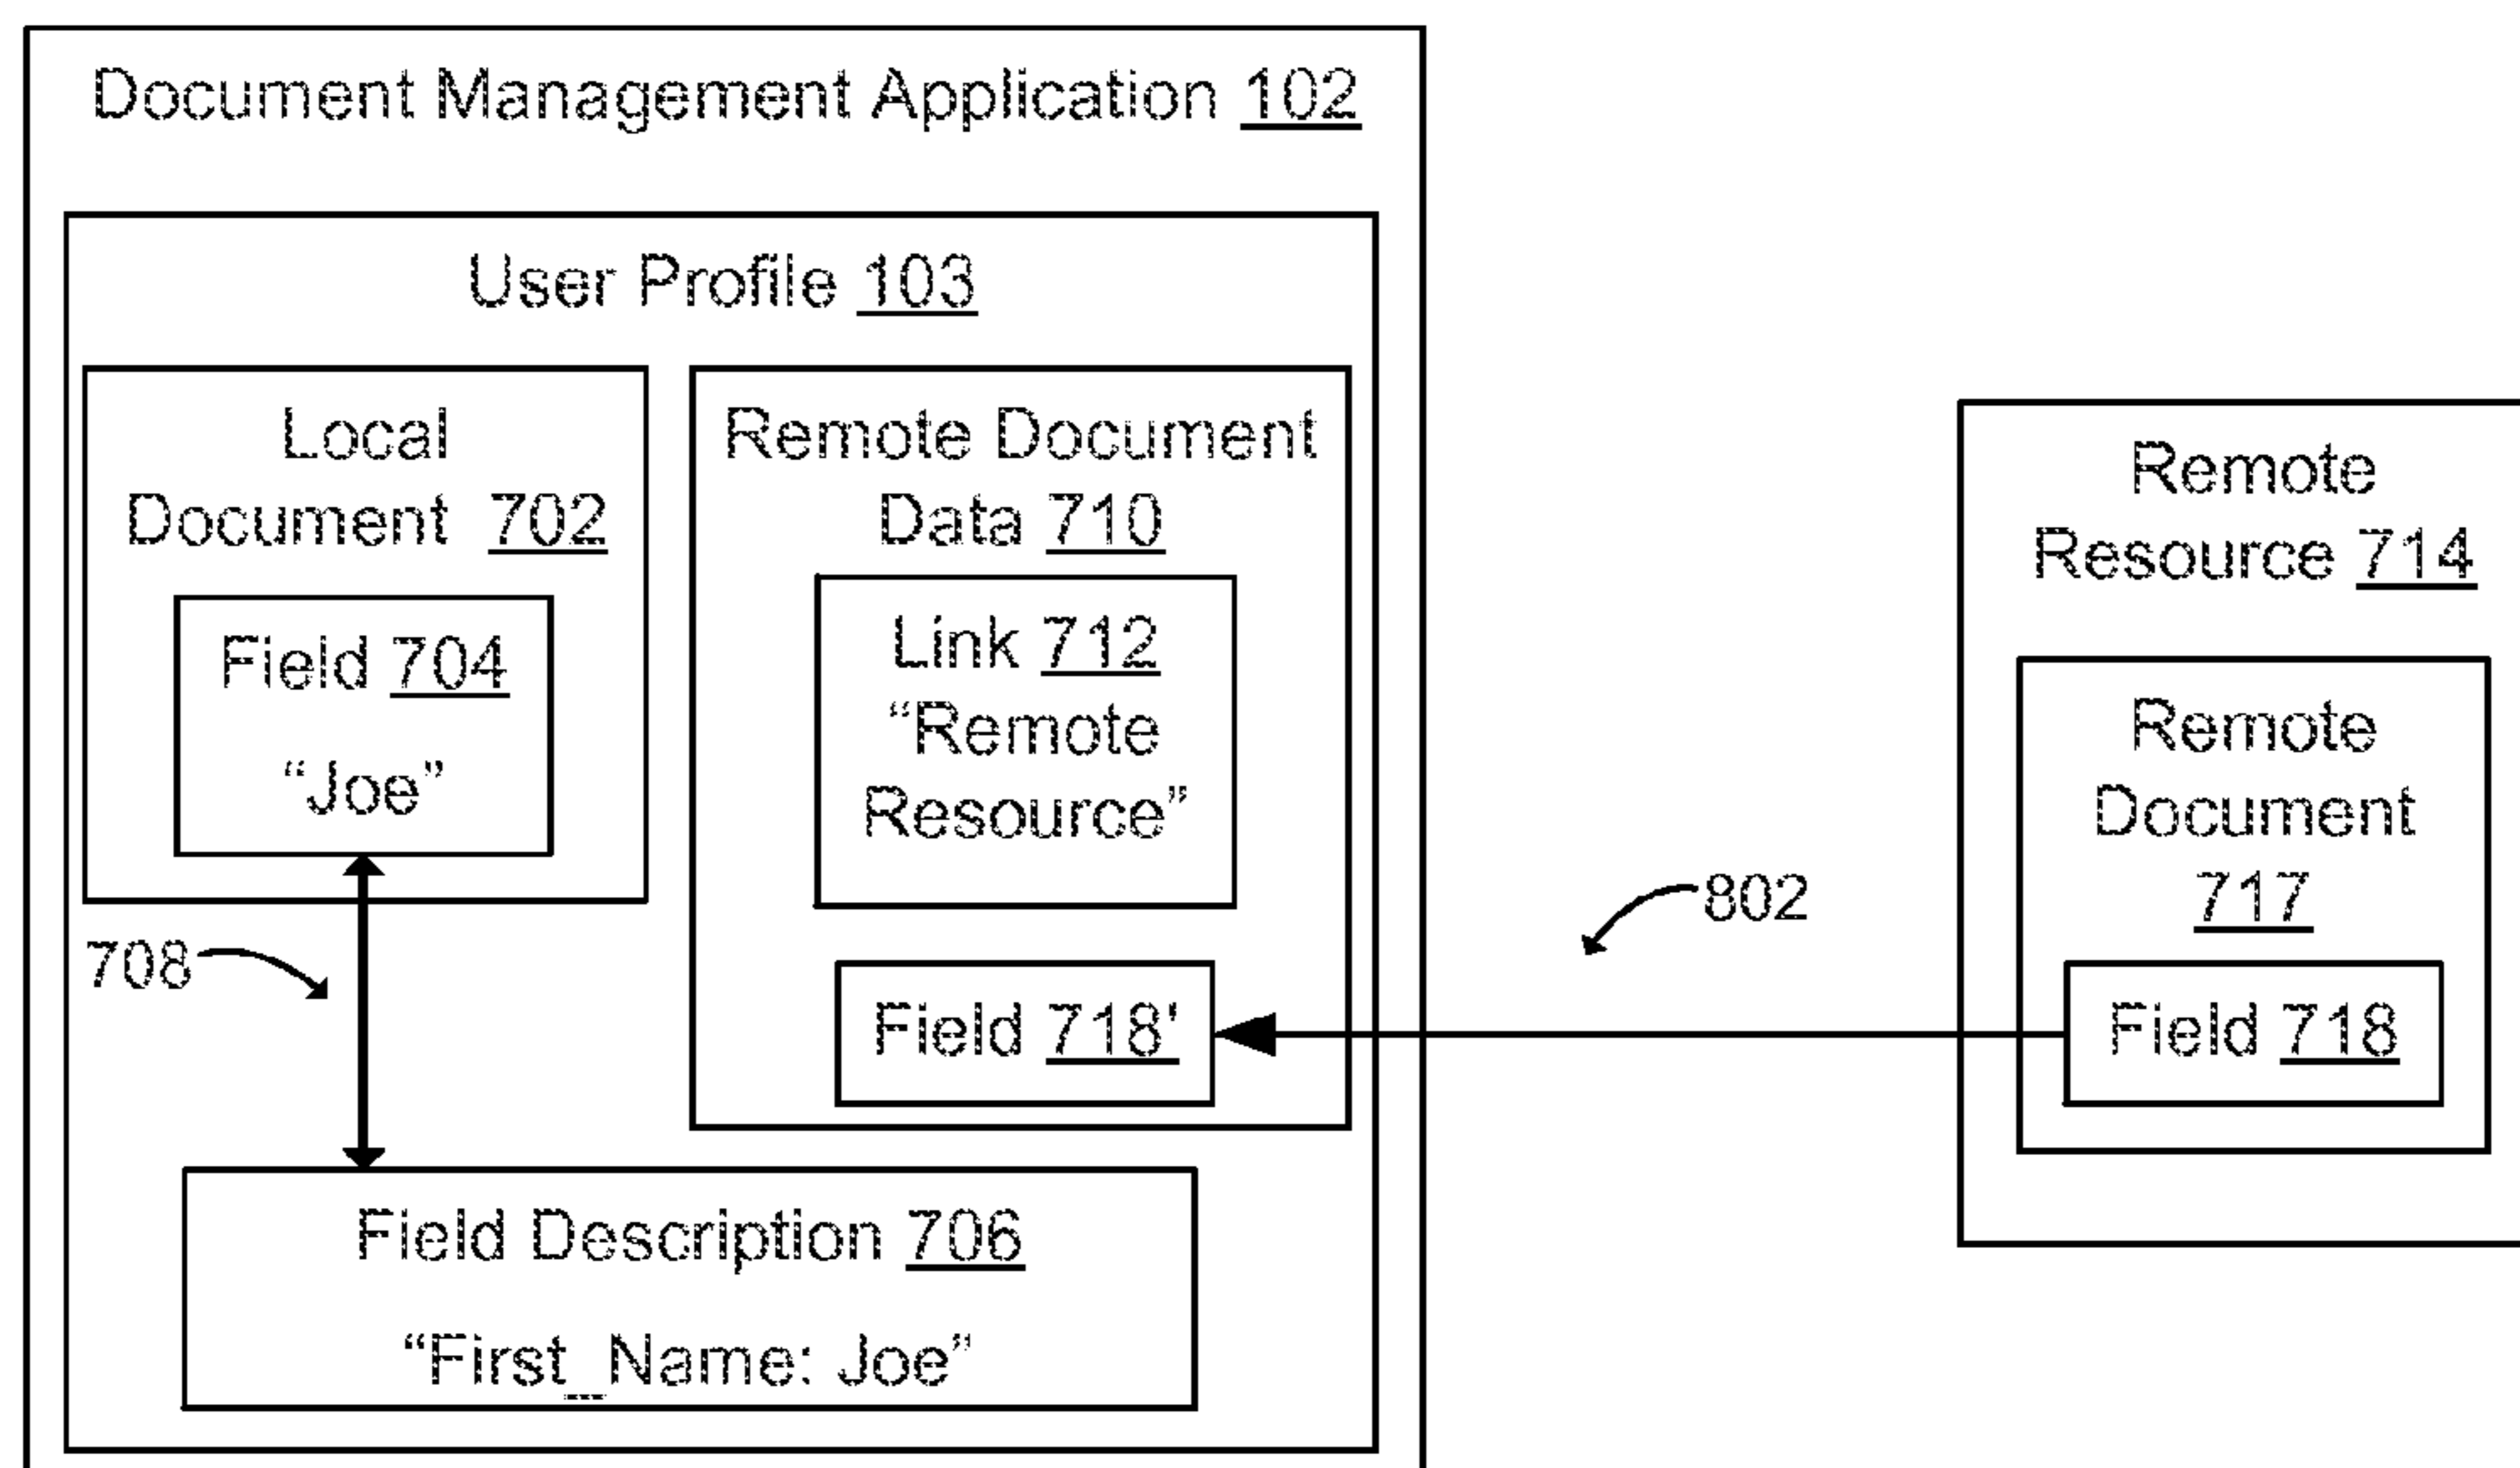 Document Management Application 102
User Profile 103
Local
Document 702
Field 704
“Joe”
708
Remote Document
Data 710
Link 712
“Remote
Resource”
Field 718'
Field Description 706
“First_Name: Joe”
802
Remote
Resource 714
Remote
Document
717
Field 718